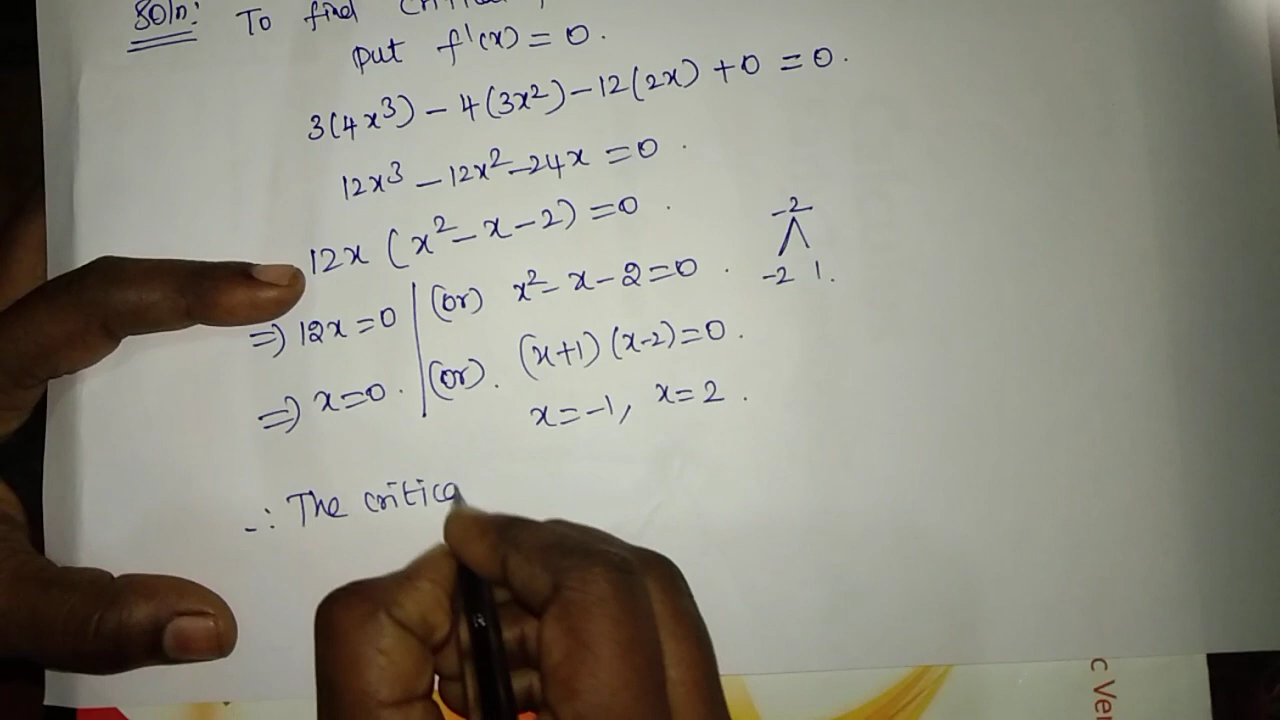 Soln: To find
put f'(x) = 0.
3(4x³) - 4(3x²) - 12(2x) + 0 = 0.
12x³ - 12x² - 24x = 0.
12x (x² - x - 2) = 0.
-2
-2 1.
⇒ 12x = 0 (or) x² - x - 2 = 0.
⇒ x = 0. (or). (x+1)(x-2) = 0.
x = -1, x = 2.
∴ The critica
c Ver